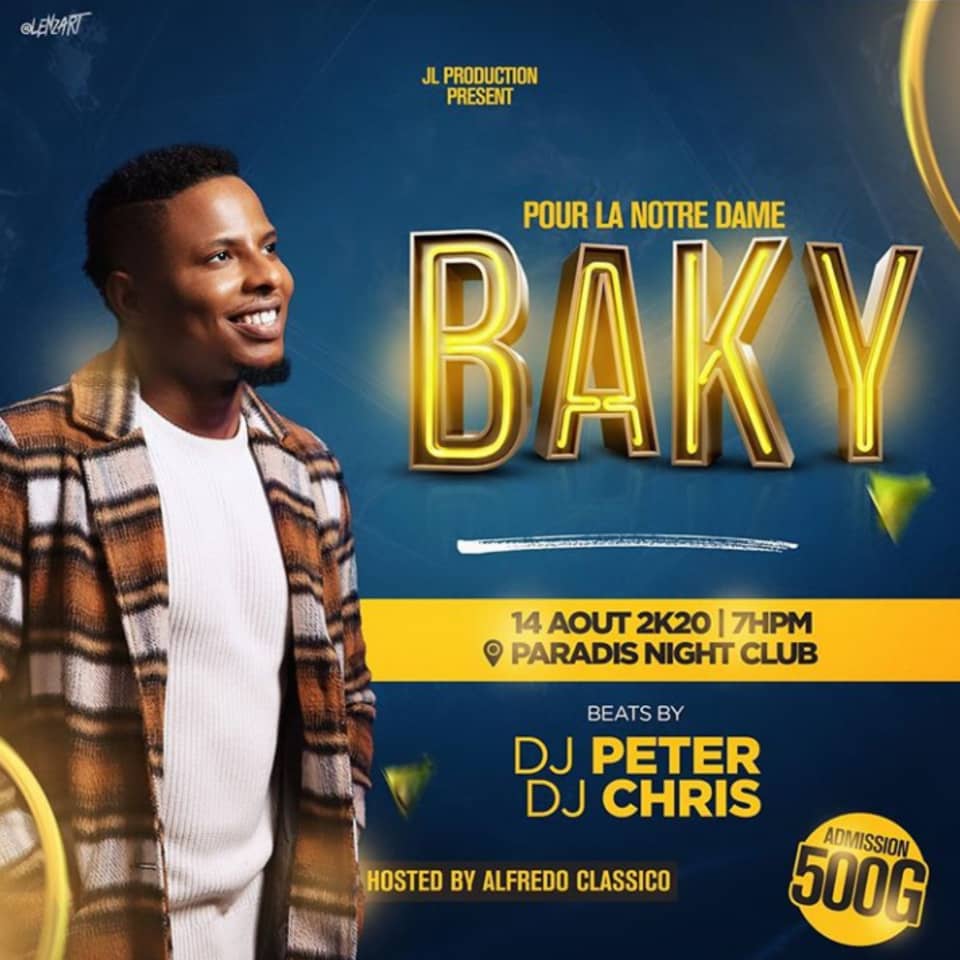 @LENZART
JL PRODUCTION
PRESENT
POUR LA NOTRE DAME
BAKY
14 AOUT 2K20 | 7HPM
PARADIS NIGHT CLUB
BEATS BY
DJ PETER
DJ CHRIS
HOSTED BY ALFREDO CLASSICO
ADMISSION
500G